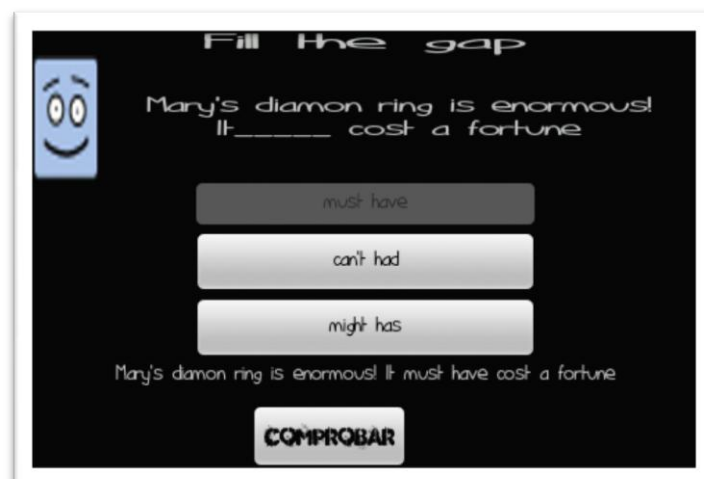 Fill the gap
Mary's diamon ring is enormous!
It_____ cost a fortune
must have
can't had
might has
Mary's diamon ring is enormous! It must have cost a fortune
COMPROBAR